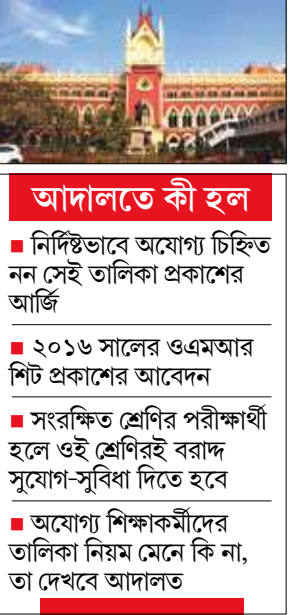 আদালতে কী হল
■ নির্দিষ্টভাবে অযোগ্য চিহ্নিত
নন সেই তালিকা প্রকাশের
আর্জি
■ ২০১৬ সালের ওএমআর
শিট প্রকাশের আবেদন
■ সংরক্ষিত শ্রেণির পরীক্ষার্থী
হলে ওই শ্রেণিরই বরাদ্দ
সুযোগ-সুবিধা দিতে হবে
■ অযোগ্য শিক্ষাকর্মীদের
তালিকা নিয়ম মেনে কি না,
তা দেখবে আদালত